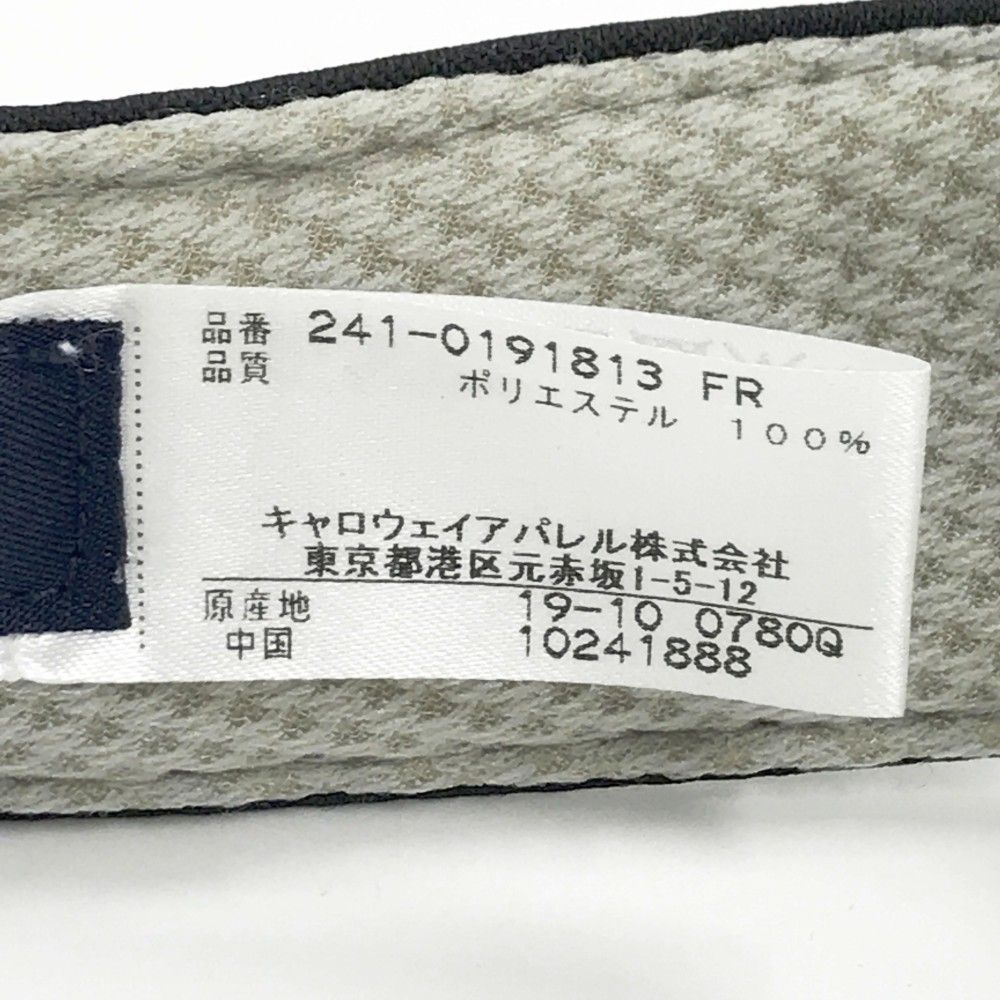 品番 241-0191813 FR
品質 ポリエステル 100%
キャロウェイアパレル株式会社
東京都港区元赤坂1-5-12
原産地 19-10 0780Q
中国 10241888